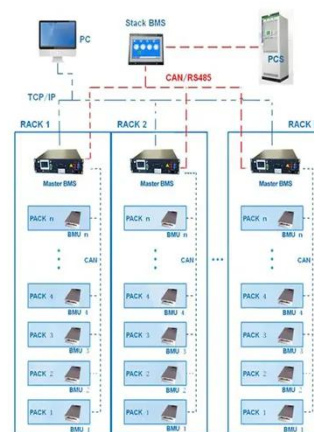 PC
Stack BMS
PCS
CAN/RS485
TCP/IP
RACK 1
RACK 2
RACK
Master BMS
Master BMS
Master BMS
PACK n
BMU n
PACK n
BMU n
PACK n
BMU n
CAN
CAN
...
CAN
PACK 4
BMU 4
PACK 4
BMU 4
PACK 4
BMU 4
PACK 3
BMU 3
PACK 3
BMU 3
PACK 3
BMU 3
PACK 2
BMU 2
PACK 2
BMU 2
PACK 2
BMU 2
PACK 1
BMU 1
PACK 1
BMU 1
PACK 1
BMU 1